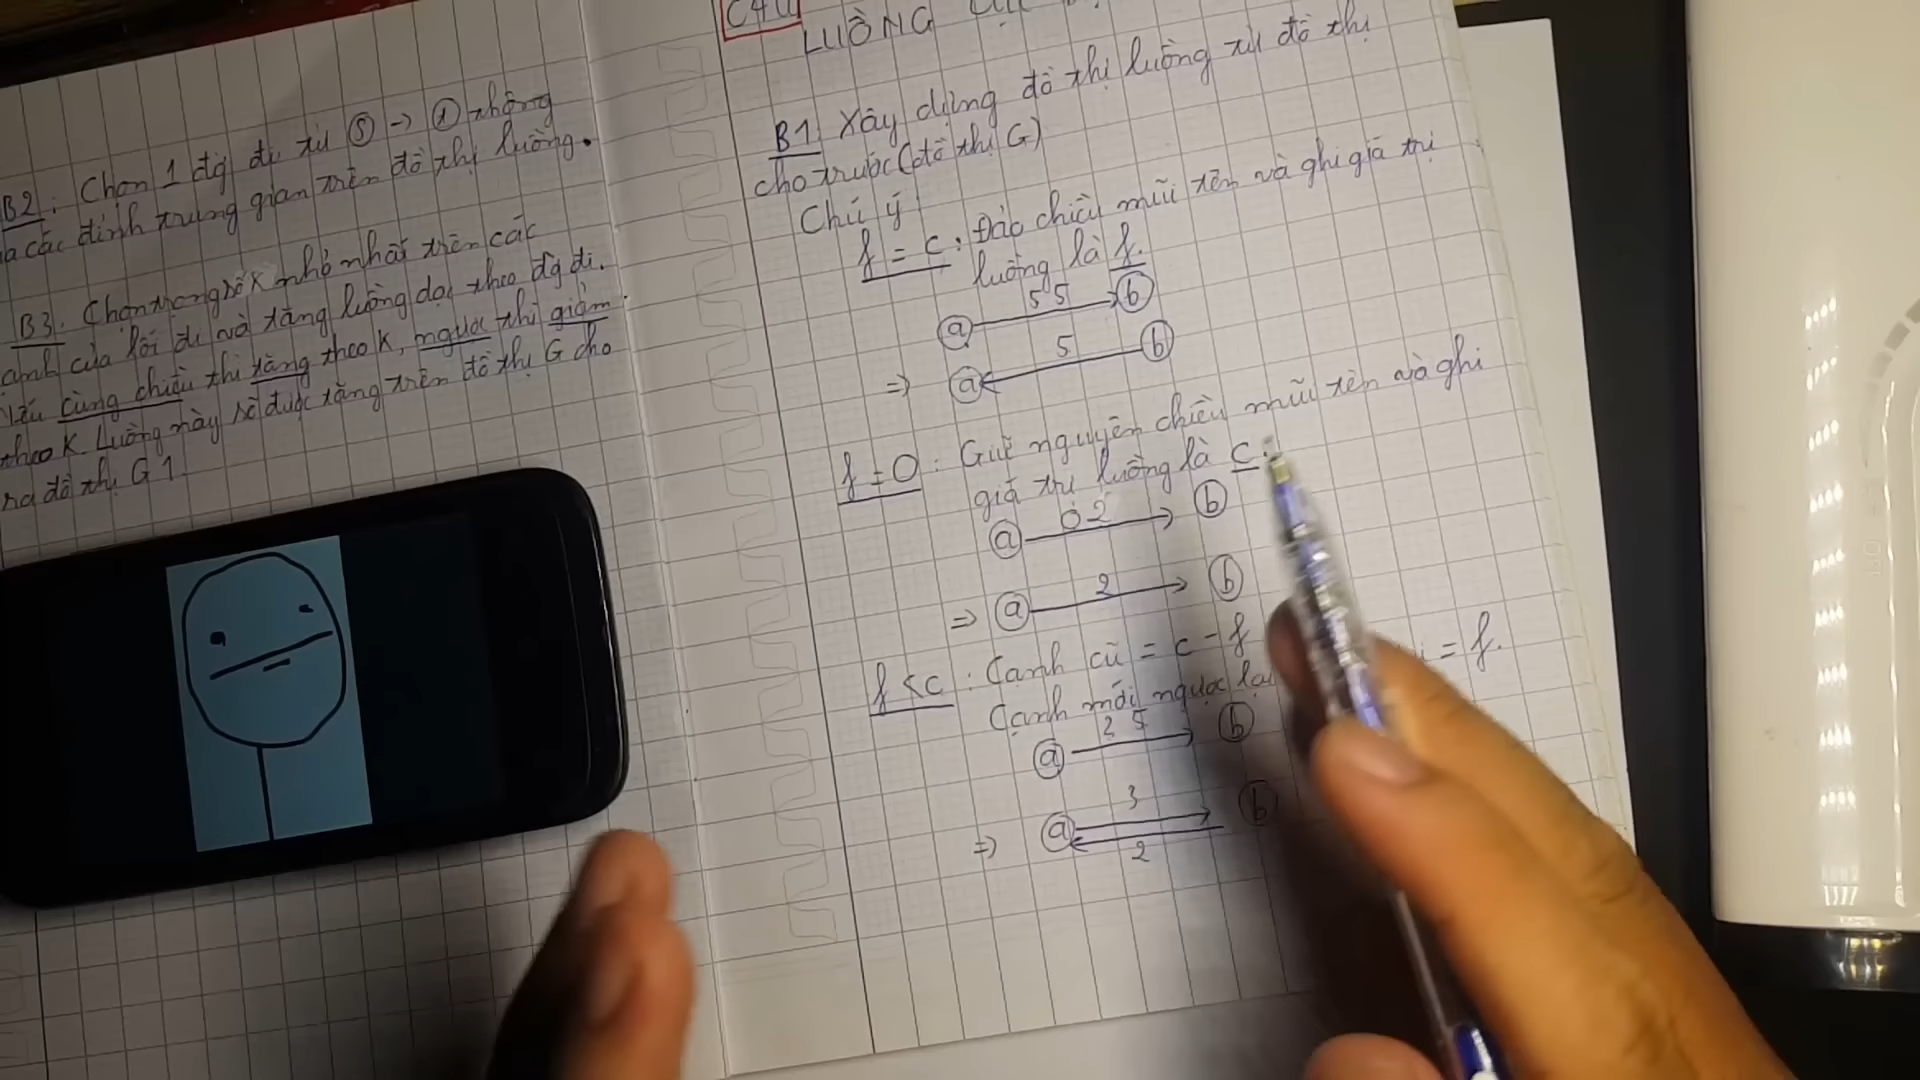 B2: Chọn 1 đg đi từ (S) -> (t) thông
a các đỉnh trung gian trên đồ thị luồng.
B3. Chọn trọng số K nhỏ nhất trên các
cạnh của lối đi và tăng luồng dọc theo đg đi.
Nếu cùng chiều thì tăng theo K, ngược thì giảm
theo K. Luồng này sẽ được tăng trên đồ thị G cho
ra đồ thị G1.
LUỒNG
B1 Xây dựng đồ thị luồng từ đồ thị
cho trước (đồ thị G)
Chú ý
f = c: Đảo chiều mũi tên và ghi giá trị
luồng là f.
a 5 5 b
=> a 5 b
f = 0: Giữ nguyên chiều mũi tên và ghi
giá trị luồng là c.
a 0 2 b
=> a 2 b
f < c: Cạnh cũ = c - f
Cạnh mới ngược lại = f.
a 2 5 b
=> a 3 b
2